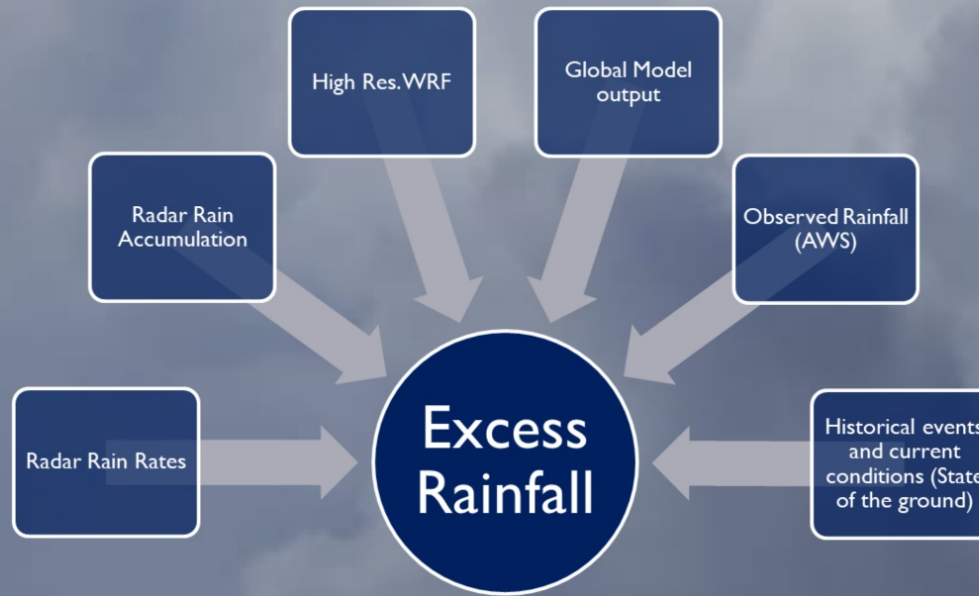 High Res. WRF
Global Model
output
Radar Rain
Accumulation
Observed Rainfall
(AWS)
Radar Rain Rates
Excess
Rainfall
Historical events
and current
conditions (State
of the ground)